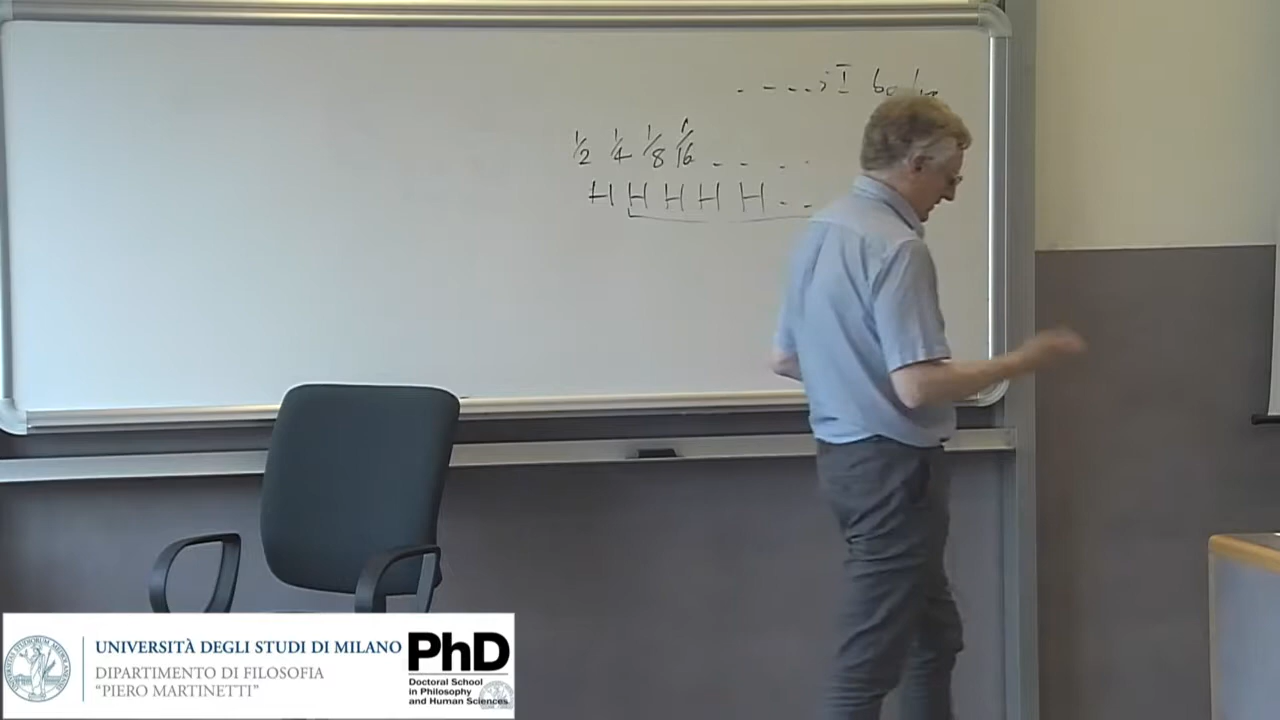 1/2 1/4 1/8 1/16 .. . .
H H H H H . .
UNIVERSITÀ DEGLI STUDI DI MILANO
DIPARTIMENTO DI FILOSOFIA
"PIERO MARTINETTI"
PhD
Doctoral School
in Philosophy
and Human Sciences